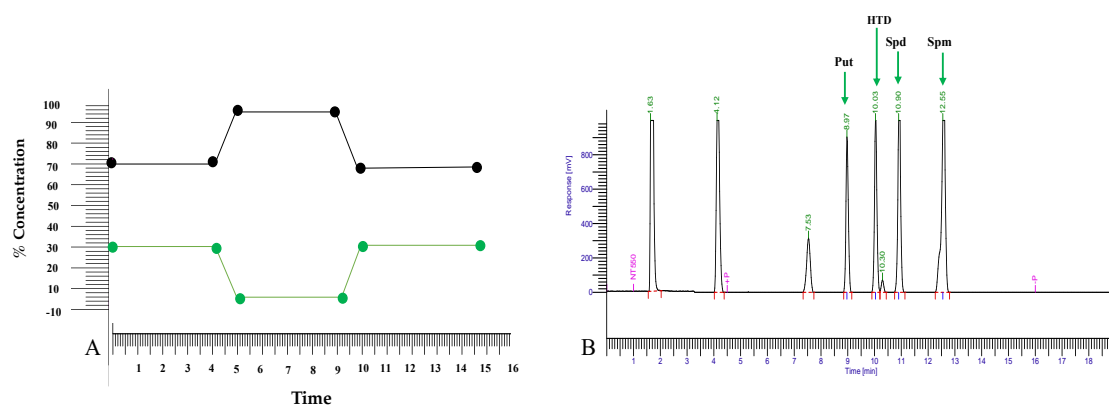 % Concentration
100
90
80
70
60
50
40
30
20
10
-10
A
1 2 3 4 5 6 7 8 9 10 11 12 13 14 15 16
Time
HTD
Put
Spd
Spm
1.63
4.12
7.53
8.97
10.03
10.30
10.90
12.55
NT550
+P
-P
Response [mV]
800
600
400
200
0
B
1 2 3 4 5 6 7 8 9 10 11 12 13 14 15 16 17 18
Time [min]